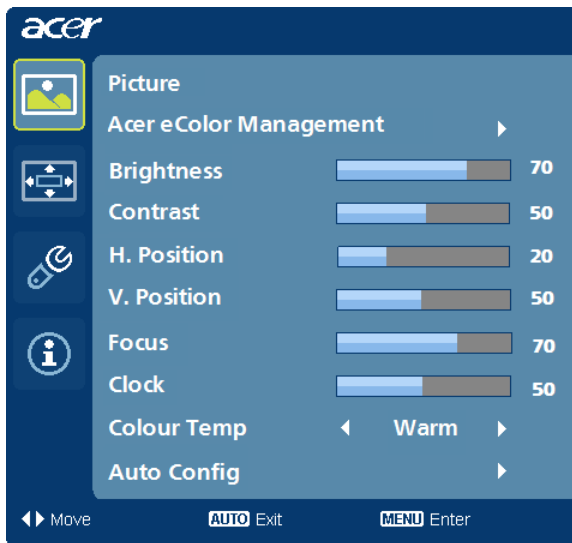 acer
Picture
Acer eColor Management
Brightness 70
Contrast 50
H. Position 20
V. Position 50
Focus 70
Clock 50
Colour Temp Warm
Auto Config
Move AUTO Exit MENU Enter